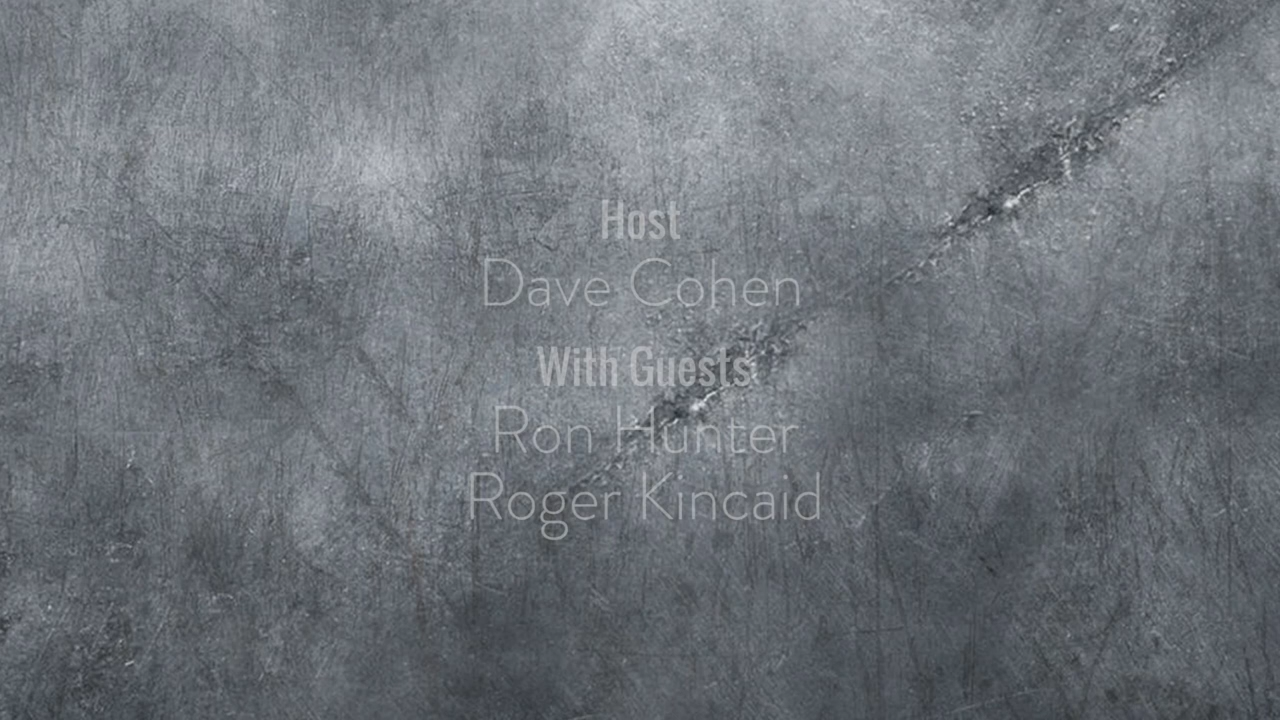 Host
Dave Cohen
With Guests
Ron Hunter
Roger Kincaid